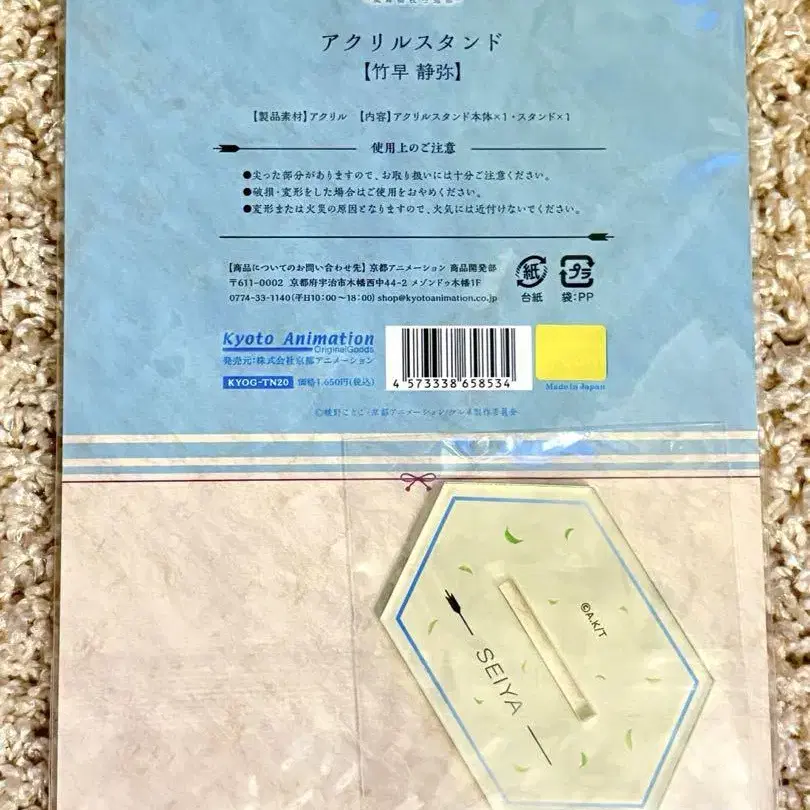 アクリルスタンド
【竹早 静弥】
【製品素材】アクリル 【内容】アクリルスタンド本体×1・スタンド×1
使用上のご注意
●尖った部分がありますので、お取り扱いには十分ご注意ください。
●破損・変形をした場合はご使用をおやめください。
●変形または火災の原因となりますので、火気には近付けないでください。
【商品についてのお問い合わせ先】京都アニメーション 商品開発部
〒611-0002 京都府宇治市木幡西中44-2 メゾンドゥ木幡1F
0774-33-1140(平日10:00〜18:00) shop@kyotoanimation.co.jp
紙
台紙
プラ
袋:PP
Kyoto Animation
OriginalGoods
発売元:株式会社京都アニメーション
KYOG-TN20 価格1,650円(税込)
4573338658534
Made in Japan
©綾野ことこ・京都アニメーション/ツルネ製作委員会
©A.K/T
SEIYA